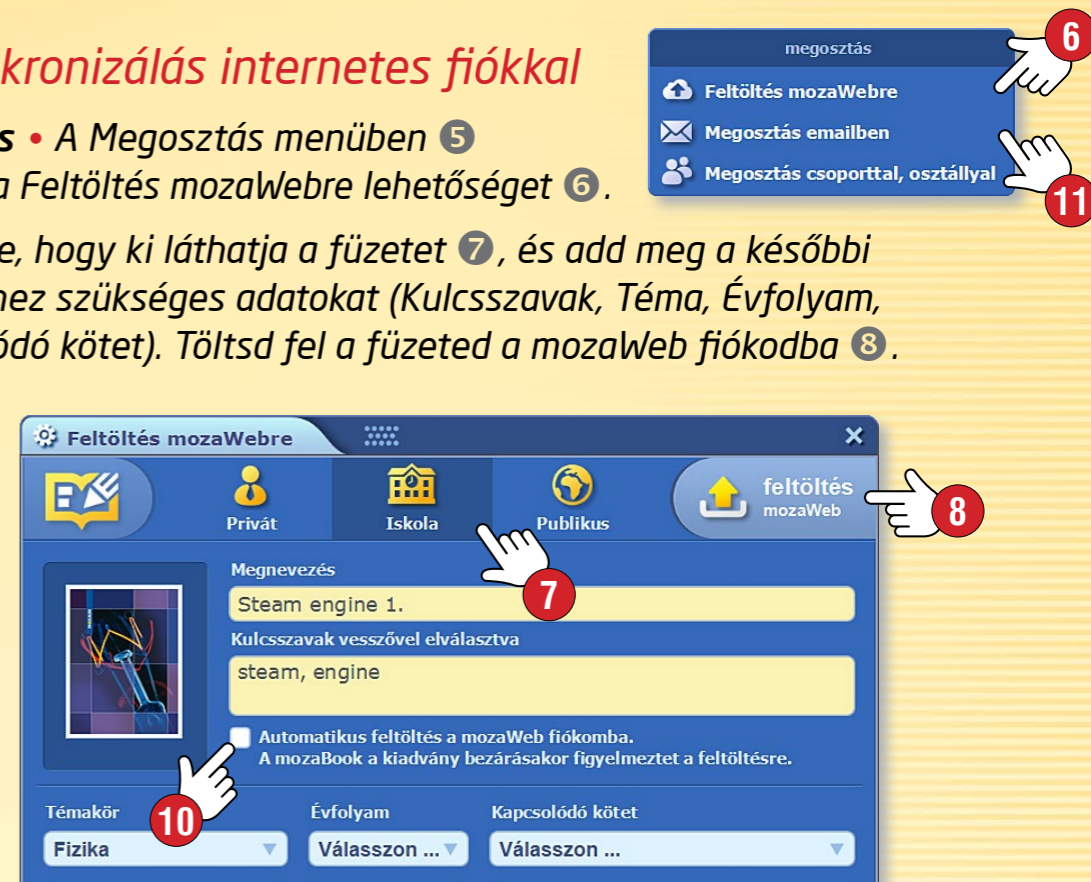 kronizálás internetes fiókkal
s • A Megosztás menüben 5
a Feltöltés mozaWebre lehetőséget 6.
e, hogy ki láthatja a füzetet 7, és add meg a későbbi
hez szükséges adatokat (Kulcsszavak, Téma, Évfolyam,
ódó kötet). Töltsd fel a füzeted a mozaWeb fiókodba 8.
megosztás
6
Feltöltés mozaWebre
Megosztás emailben
Megosztás csoporttal, osztállyal
11
Feltöltés mozaWebre
Privát
Iskola
Publikus
feltöltés
mozaWeb
8
7
Megnevezés
Steam engine 1.
Kulcsszavak vesszővel elválasztva
steam, engine
Automatikus feltöltés a mozaWeb fiókomba.
A mozaBook a kiadvány bezárásakor figyelmeztet a feltöltésre.
10
Témakör
Évfolyam
Kapcsolódó kötet
Fizika
Válasszon ...
Válasszon ...